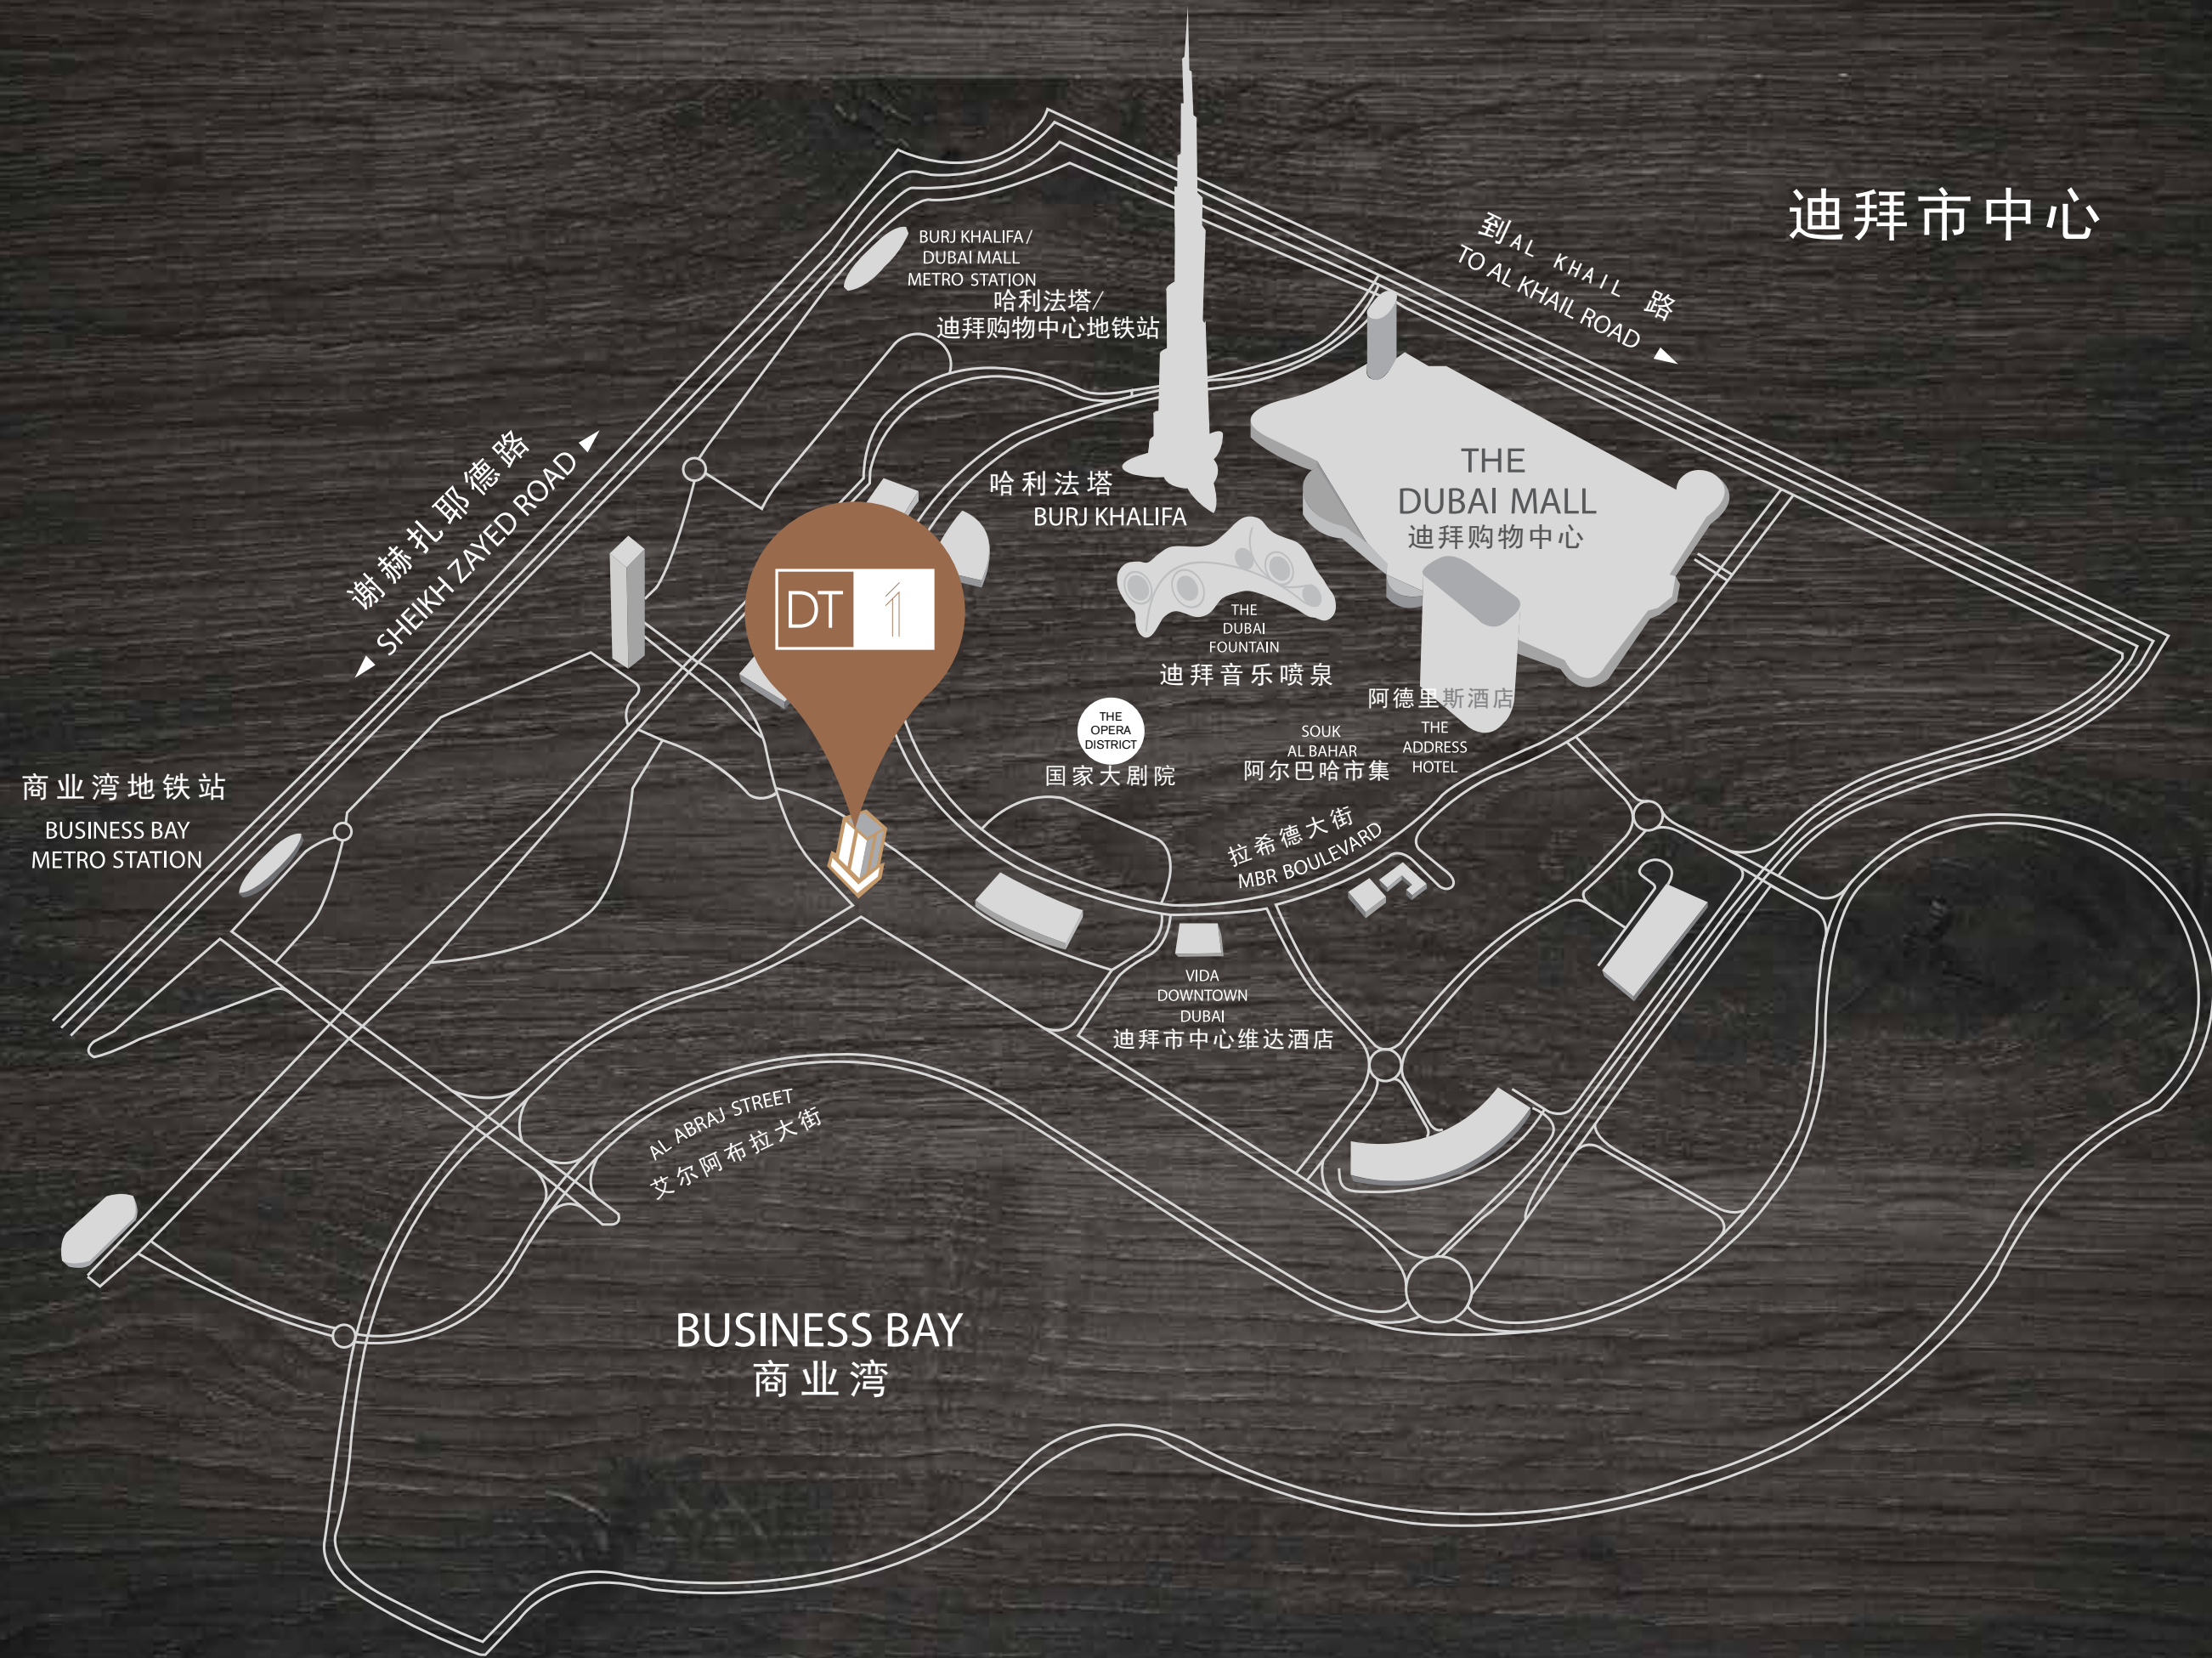 迪拜市中心
到AL KHAIL 路
TO AL KHAIL ROAD
BURJ KHALIFA/
DUBAI MALL
METRO STATION
哈利法塔/
迪拜购物中心地铁站
谢赫扎耶德路
SHEIKH ZAYED ROAD
哈利法塔
BURJ KHALIFA
THE
DUBAI MALL
迪拜购物中心
DT 1
THE
DUBAI
FOUNTAIN
迪拜音乐喷泉
阿德里斯酒店
THE
ADDRESS
HOTEL
THE
OPERA
DISTRICT
国家大剧院
SOUK
AL BAHAR
阿尔巴哈市集
商业湾地铁站
BUSINESS BAY
METRO STATION
拉希德大街
MBR BOULEVARD
VIDA
DOWNTOWN
DUBAI
迪拜市中心维达酒店
AL ABRAJ STREET
艾尔阿布拉大街
BUSINESS BAY
商业湾